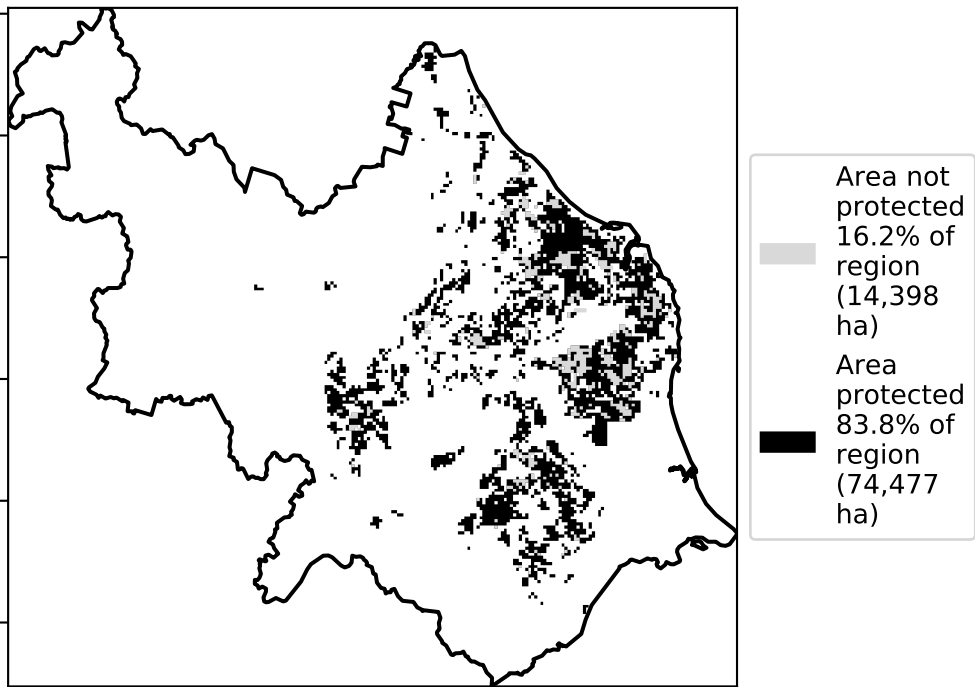 Area not
protected
16.2% of
region
(14,398
ha)
Area
protected
83.8% of
region
(74,477
ha)